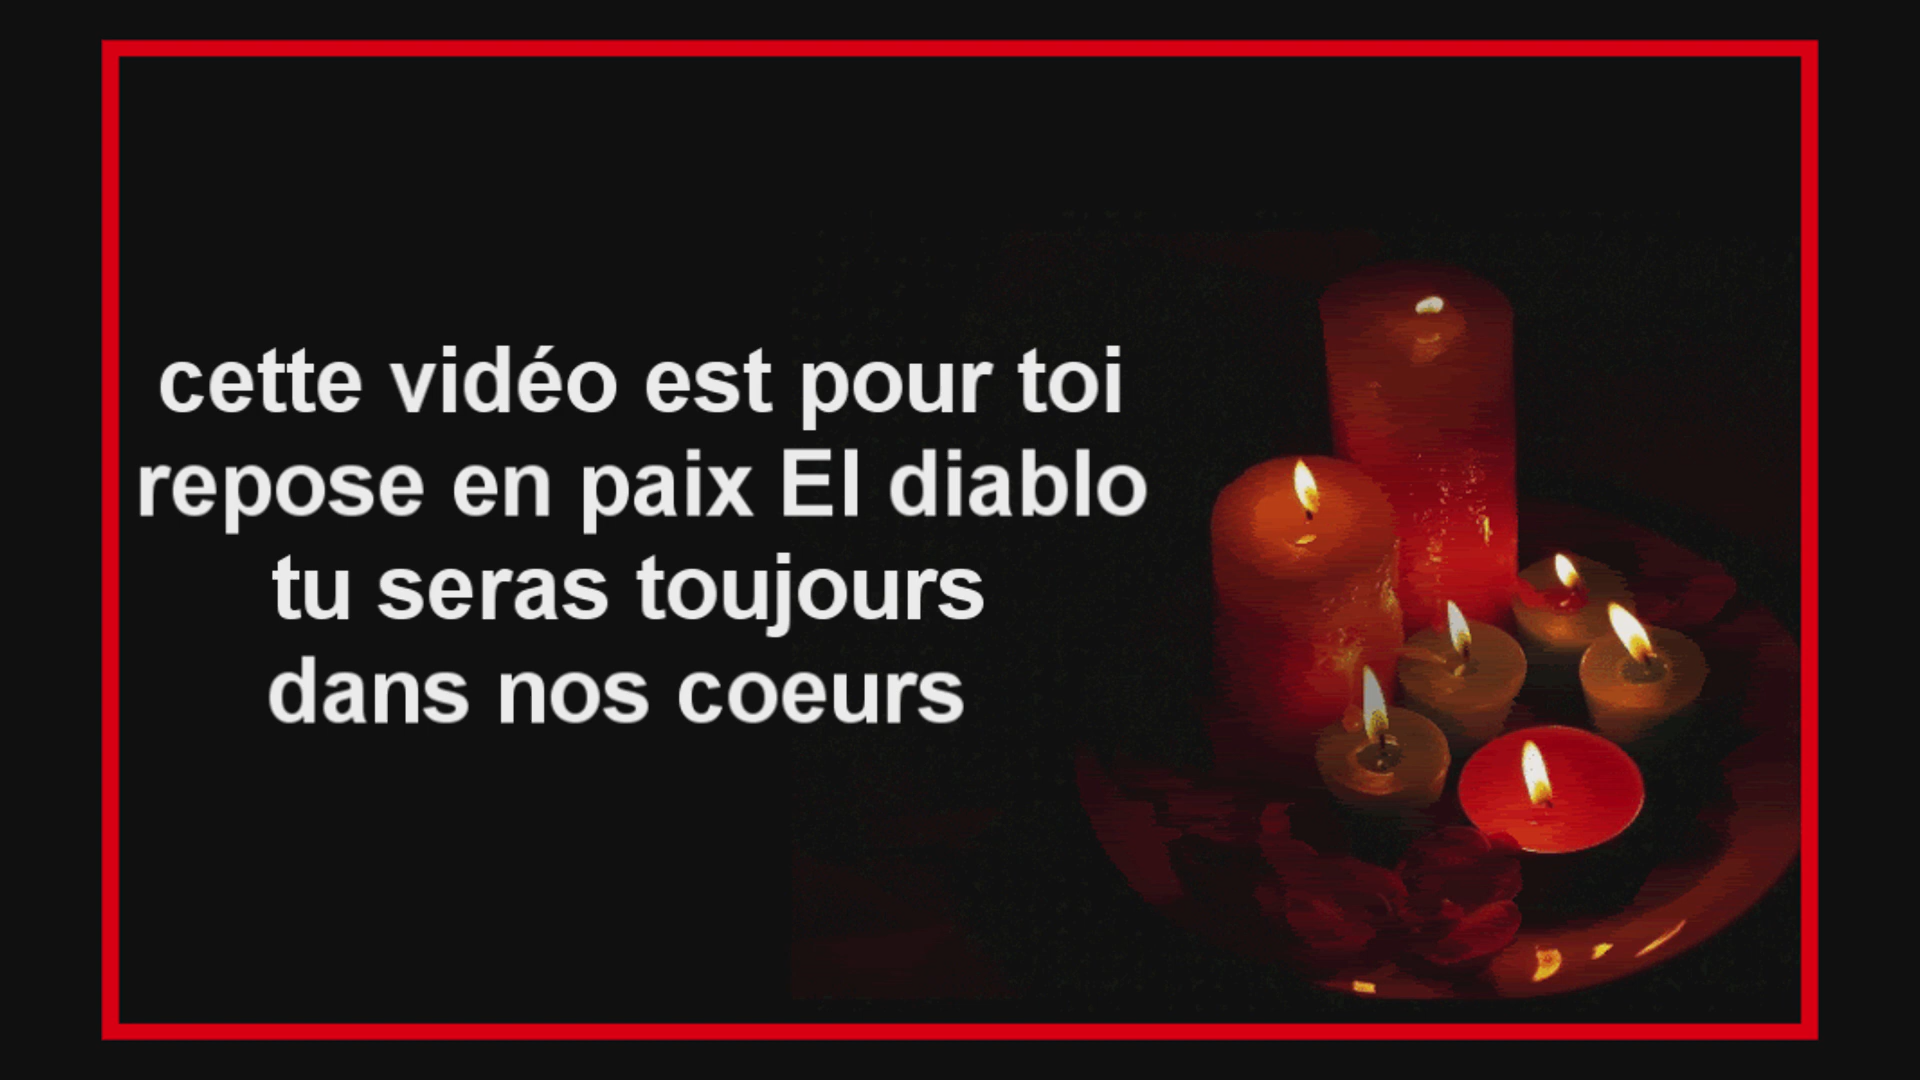 cette vidéo est pour toi
repose en paix El diablo
tu seras toujours
dans nos coeurs